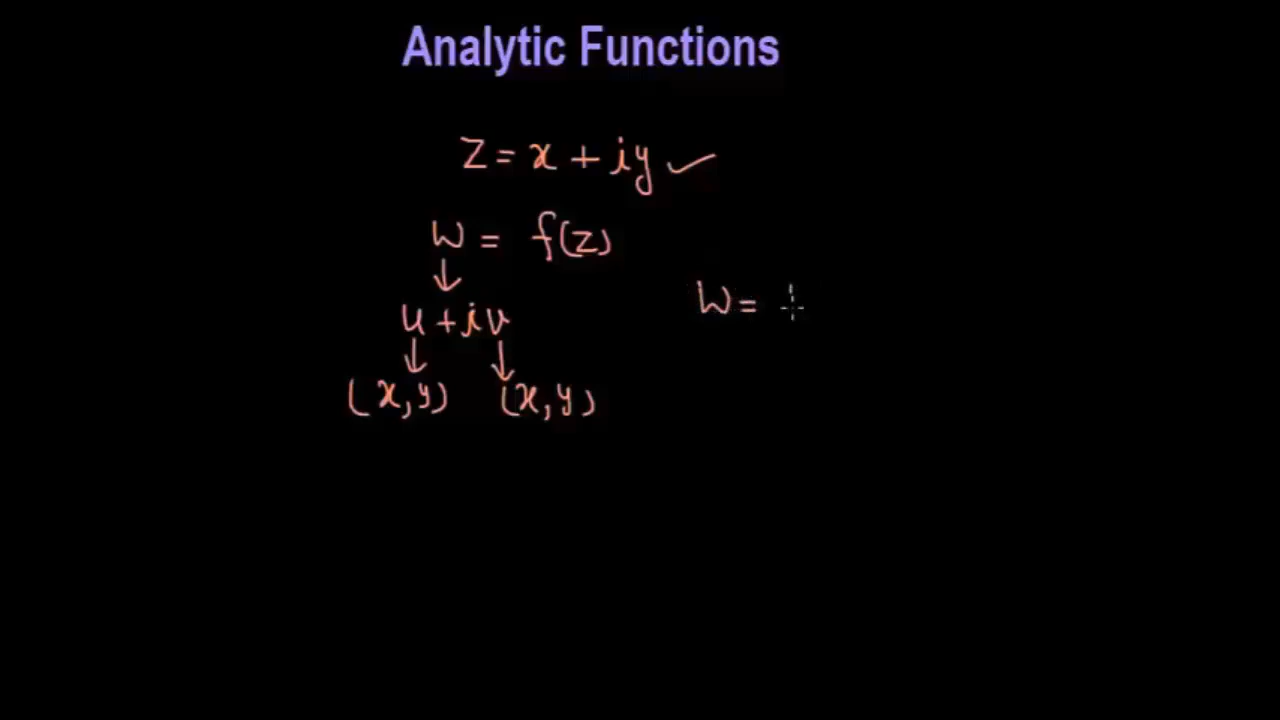 Analytic Functions
z = x + iy ✓
w = f(z)
↓
u + iv
w =
↓ ↓
(x, y) (x, y)